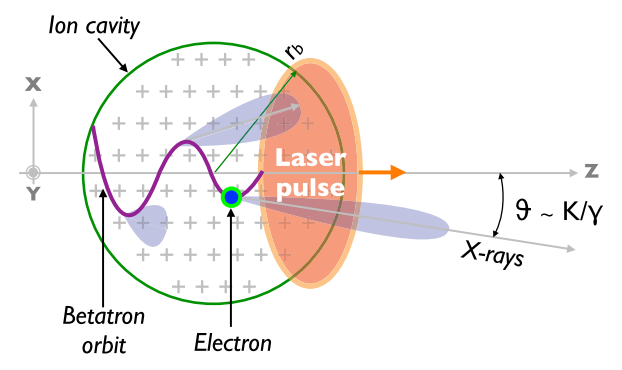 Ion cavity
r_b
X
Laser
pulse
Z
Y
ϑ ~ K/γ
X-rays
Betatron
orbit
Electron